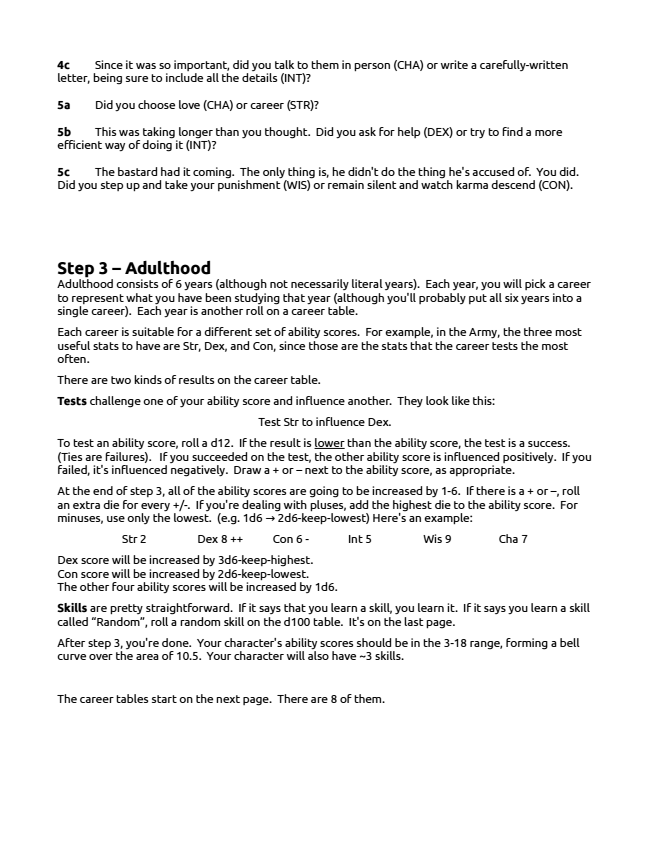 4c Since it was so important, did you talk to them in person (CHA) or write a carefully-written
letter, being sure to include all the details (INT)?
5a Did you choose love (CHA) or career (STR)?
5b This was taking longer than you thought. Did you ask for help (DEX) or try to find a more
efficient way of doing it (INT)?
5c The bastard had it coming. The only thing is, he didn't do the thing he's accused of. You did.
Did you step up and take your punishment (WIS) or remain silent and watch karma descend (CON).
Step 3 – Adulthood
Adulthood consists of 6 years (although not necessarily literal years). Each year, you will pick a career
to represent what you have been studying that year (although you'll probably put all six years into a
single career). Each year is another roll on a career table.
Each career is suitable for a different set of ability scores. For example, in the Army, the three most
useful stats to have are Str, Dex, and Con, since those are the stats that the career tests the most
often.
There are two kinds of results on the career table.
Tests challenge one of your ability score and influence another. They look like this:
Test Str to influence Dex.
To test an ability score, roll a d12. If the result is lower than the ability score, the test is a success.
(Ties are failures). If you succeeded on the test, the other ability score is influenced positively. If you
failed, it's influenced negatively. Draw a + or – next to the ability score, as appropriate.
At the end of step 3, all of the ability scores are going to be increased by 1-6. If there is a + or –, roll
an extra die for every +/-. If you're dealing with pluses, add the highest die to the ability score. For
minuses, use only the lowest. (e.g. 1d6 → 2d6-keep-lowest) Here's an example:
Str 2 Dex 8 ++ Con 6 - Int 5 Wis 9 Cha 7
Dex score will be increased by 3d6-keep-highest.
Con score will be increased by 2d6-keep-lowest.
The other four ability scores will be increased by 1d6.
Skills are pretty straightforward. If it says that you learn a skill, you learn it. If it says you learn a skill
called “Random”, roll a random skill on the d100 table. It's on the last page.
After step 3, you're done. Your character's ability scores should be in the 3-18 range, forming a bell
curve over the area of 10.5. Your character will also have ~3 skills.
The career tables start on the next page. There are 8 of them.